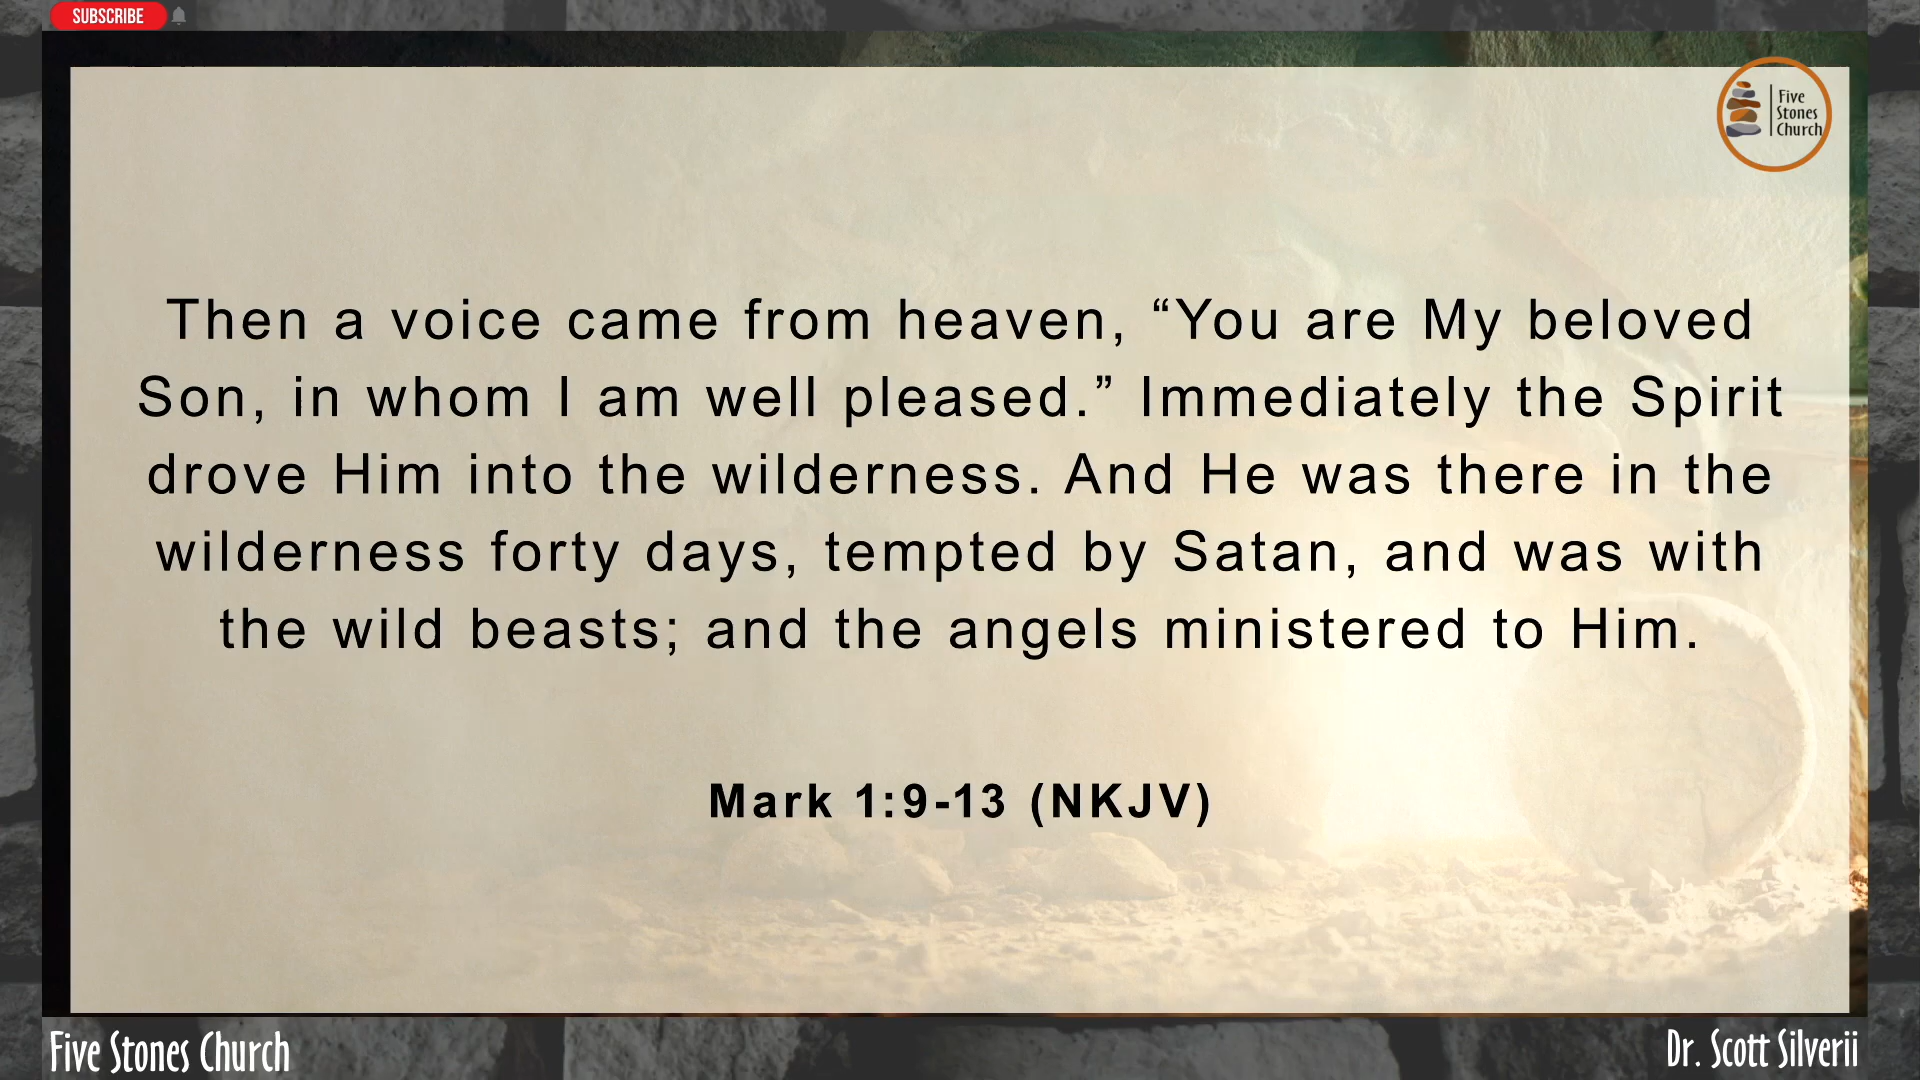 SUBSCRIBE
Five
Stones
Church
Then a voice came from heaven, “You are My beloved
Son, in whom I am well pleased.” Immediately the Spirit
drove Him into the wilderness. And He was there in the
wilderness forty days, tempted by Satan, and was with
the wild beasts; and the angels ministered to Him.
Mark 1:9-13 (NKJV)
Five Stones Church
Dr. Scott Silverii